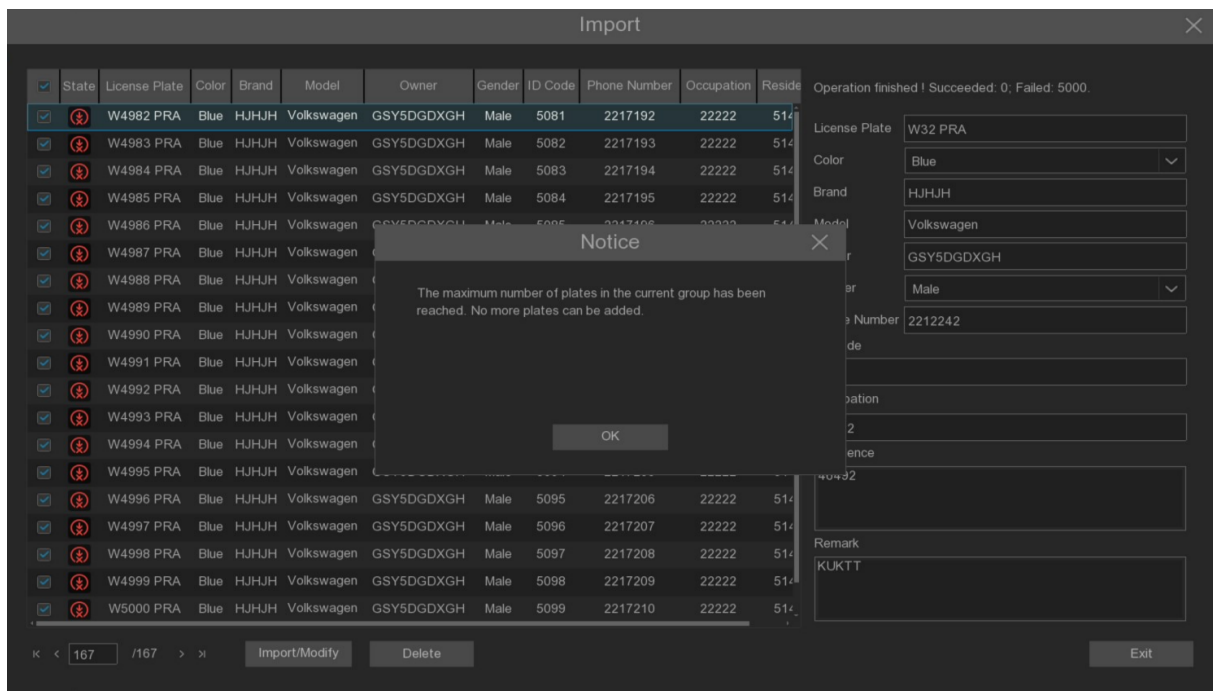 Import
State License Plate Color Brand Model Owner Gender ID Code Phone Number Occupation Reside
Operation finished ! Succeeded: 0; Failed: 5000.
W4982 PRA Blue HJHJH Volkswagen GSY5DGDXGH Male 5081 2217192 22222 514
W4983 PRA Blue HJHJH Volkswagen GSY5DGDXGH Male 5082 2217193 22222 514
W4984 PRA Blue HJHJH Volkswagen GSY5DGDXGH Male 5083 2217194 22222 514
W4985 PRA Blue HJHJH Volkswagen GSY5DGDXGH Male 5084 2217195 22222 514
W4986 PRA Blue HJHJH Volkswagen
W4987 PRA Blue HJHJH Volkswagen
W4988 PRA Blue HJHJH Volkswagen
W4989 PRA Blue HJHJH Volkswagen
W4990 PRA Blue HJHJH Volkswagen
W4991 PRA Blue HJHJH Volkswagen
W4992 PRA Blue HJHJH Volkswagen
W4993 PRA Blue HJHJH Volkswagen
W4994 PRA Blue HJHJH Volkswagen
W4995 PRA Blue HJHJH Volkswagen
W4996 PRA Blue HJHJH Volkswagen GSY5DGDXGH Male 5095 2217206 22222 514
W4997 PRA Blue HJHJH Volkswagen GSY5DGDXGH Male 5096 2217207 22222 514
W4998 PRA Blue HJHJH Volkswagen GSY5DGDXGH Male 5097 2217208 22222 514
W4999 PRA Blue HJHJH Volkswagen GSY5DGDXGH Male 5098 2217209 22222 514
W5000 PRA Blue HJHJH Volkswagen GSY5DGDXGH Male 5099 2217210 22222 514
Notice
The maximum number of plates in the current group has been
reached. No more plates can be added.
OK
License Plate W32 PRA
Color Blue
Brand HJHJH
Volkswagen
GSY5DGDXGH
Male
Number 2212242
de
pation
2
ence
46492
Remark
KUKTT
167 /167 Import/Modify Delete Exit